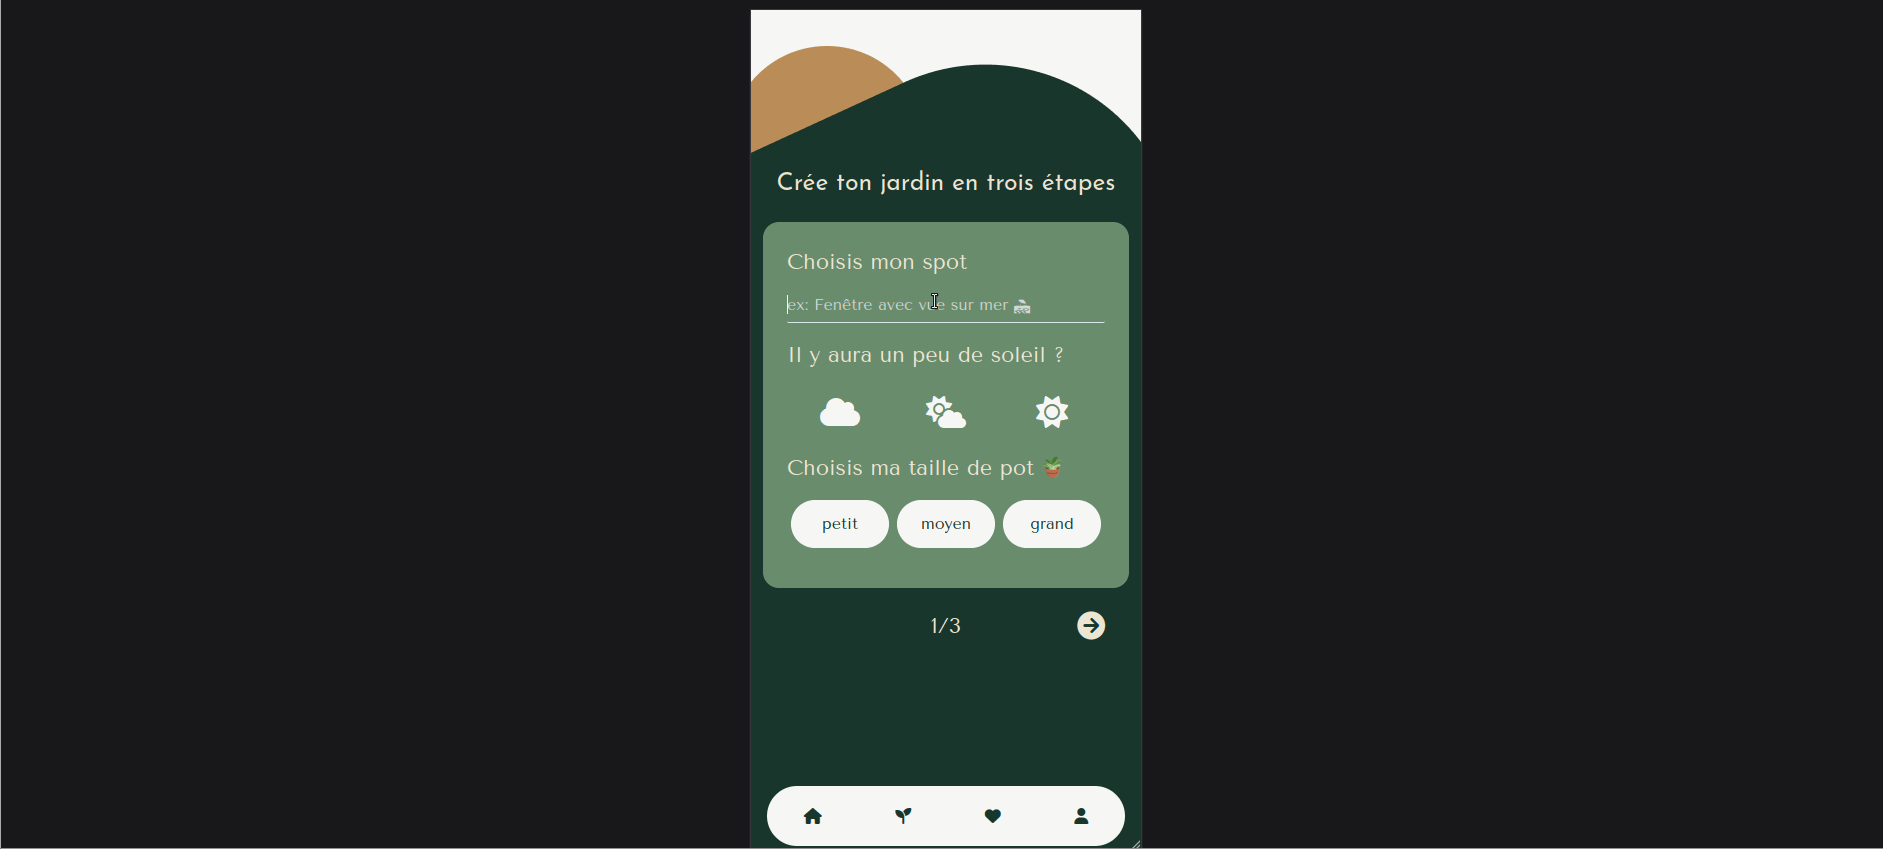 Crée ton jardin en trois étapes
Choisis mon spot
ex: Fenêtre avec vue sur mer
Il y aura un peu de soleil ?
Choisis ma taille de pot 🪴
petit
moyen
grand
1/3